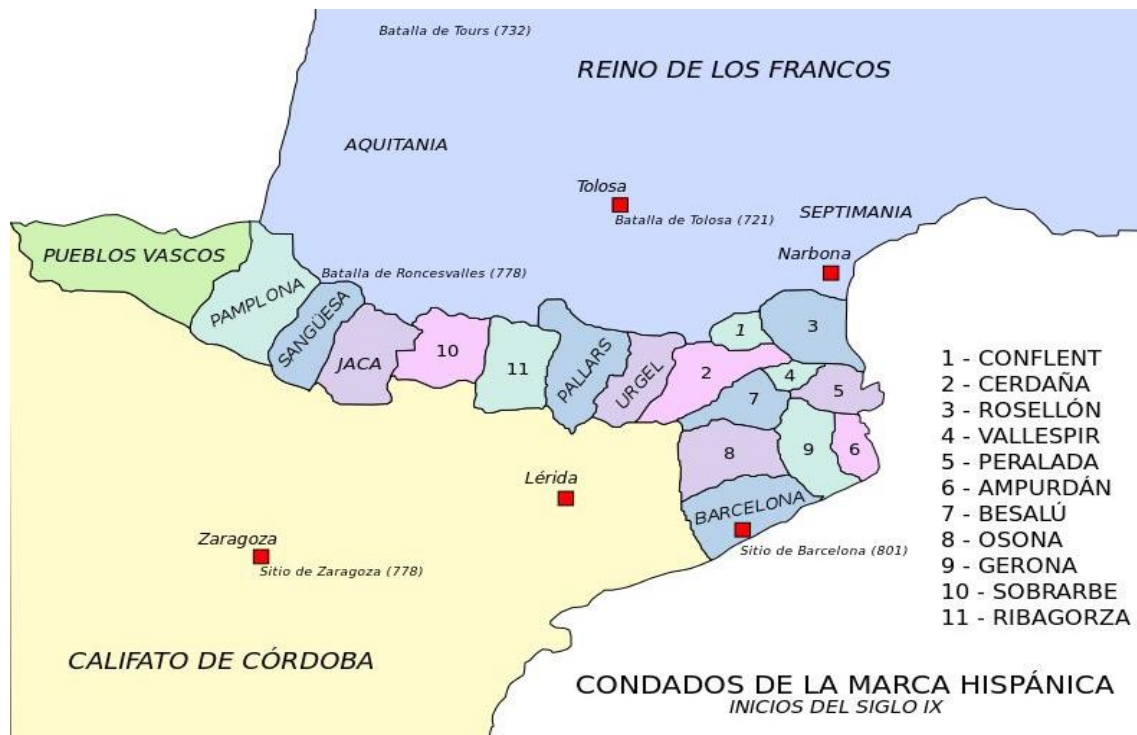 Batalla de Tours (732)
REINO DE LOS FRANCOS
AQUITANIA
Tolosa
Batalla de Tolosa (721)
SEPTIMANIA
Narbona
PUEBLOS VASCOS
PAMPLONA
Batalla de Roncesvalles (778)
SANGÜESA
JACA
10
11
PALLARS
URGEL
1
2
3
4
5
6
7
8
9
BARCELONA
Sitio de Barcelona (801)
Lérida
Zaragoza
Sitio de Zaragoza (778)
CALIFATO DE CÓRDOBA
1 - CONFLENT
2 - CERDAÑA
3 - ROSELLÓN
4 - VALLESPIR
5 - PERALADA
6 - AMPURDÁN
7 - BESALÚ
8 - OSONA
9 - GERONA
10 - SOBRARBE
11 - RIBAGORZA
CONDADOS DE LA MARCA HISPÁNICA
INICIOS DEL SIGLO IX